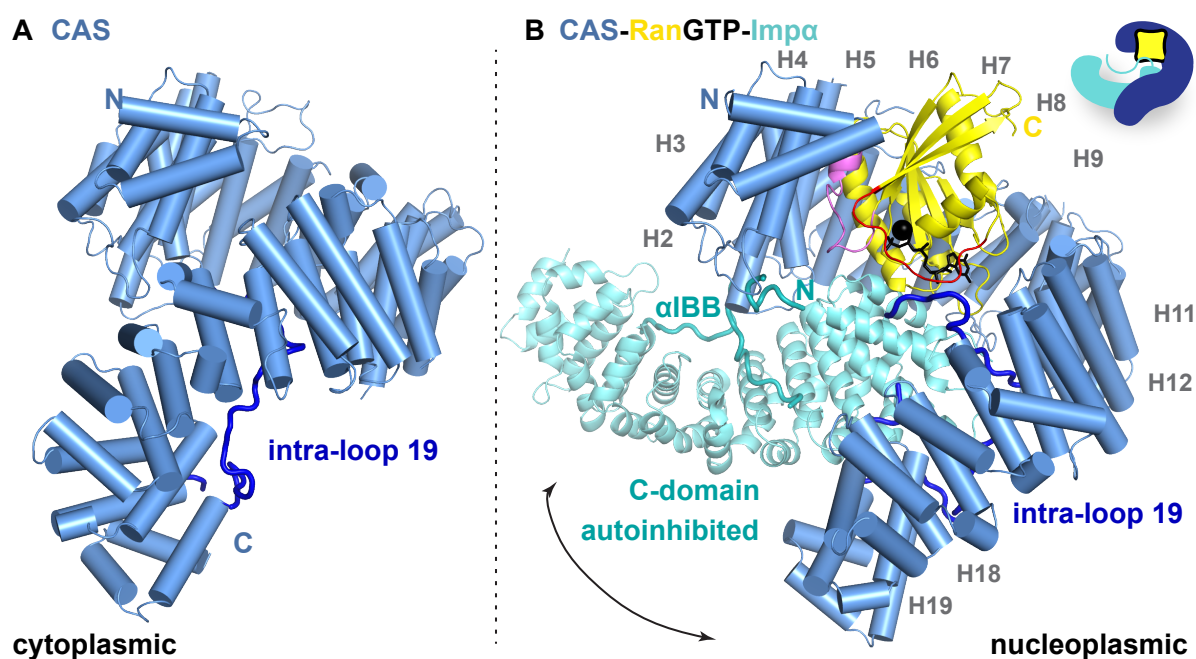 A CAS
N
intra-loop 19
C
cytoplasmic
B CAS-RanGTP-Impα
H4
H5
H6
H7
H8
C
H9
N
H3
H2
N
αIBB
H11
H12
C-domain
autoinhibited
intra-loop 19
H18
H19
nucleoplasmic